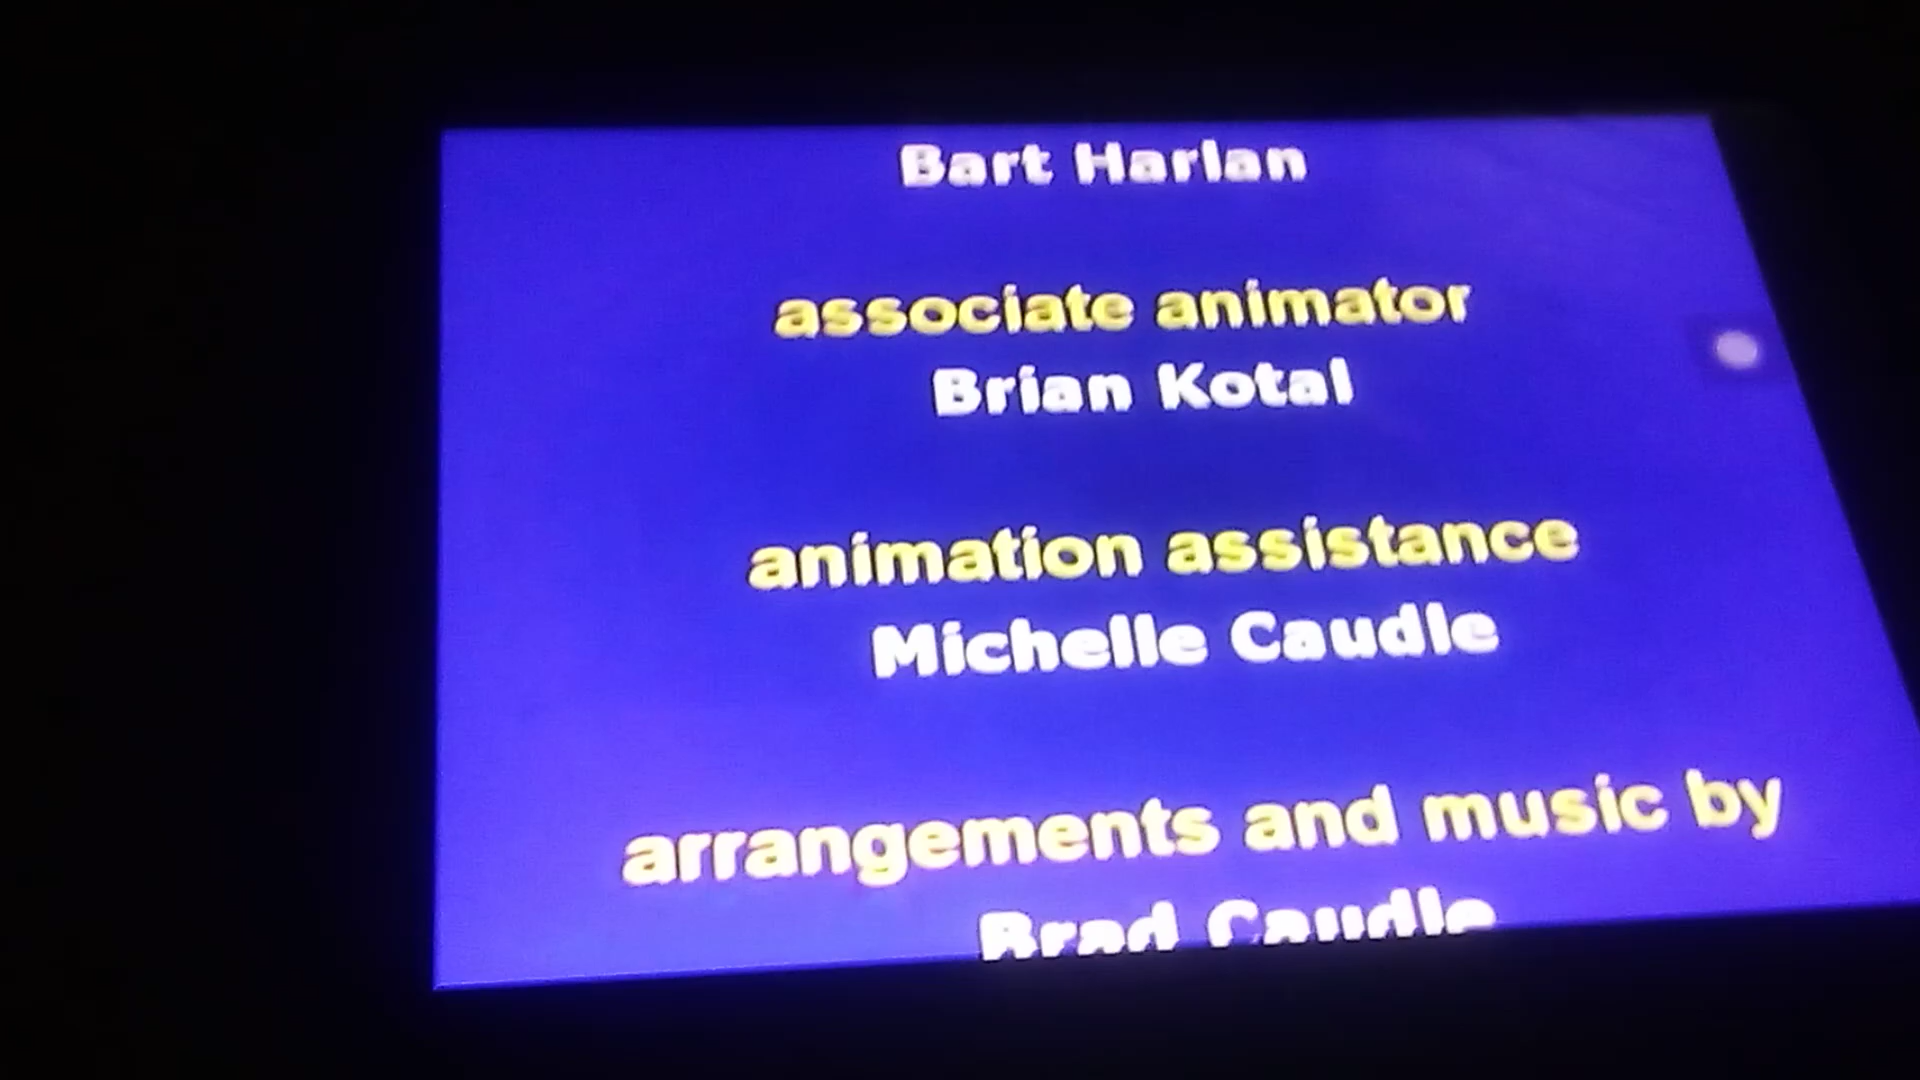 Bart Harlan
associate animator
Brian Kotal
animation assistance
Michelle Caudle
arrangements and music by
Brad Caudle